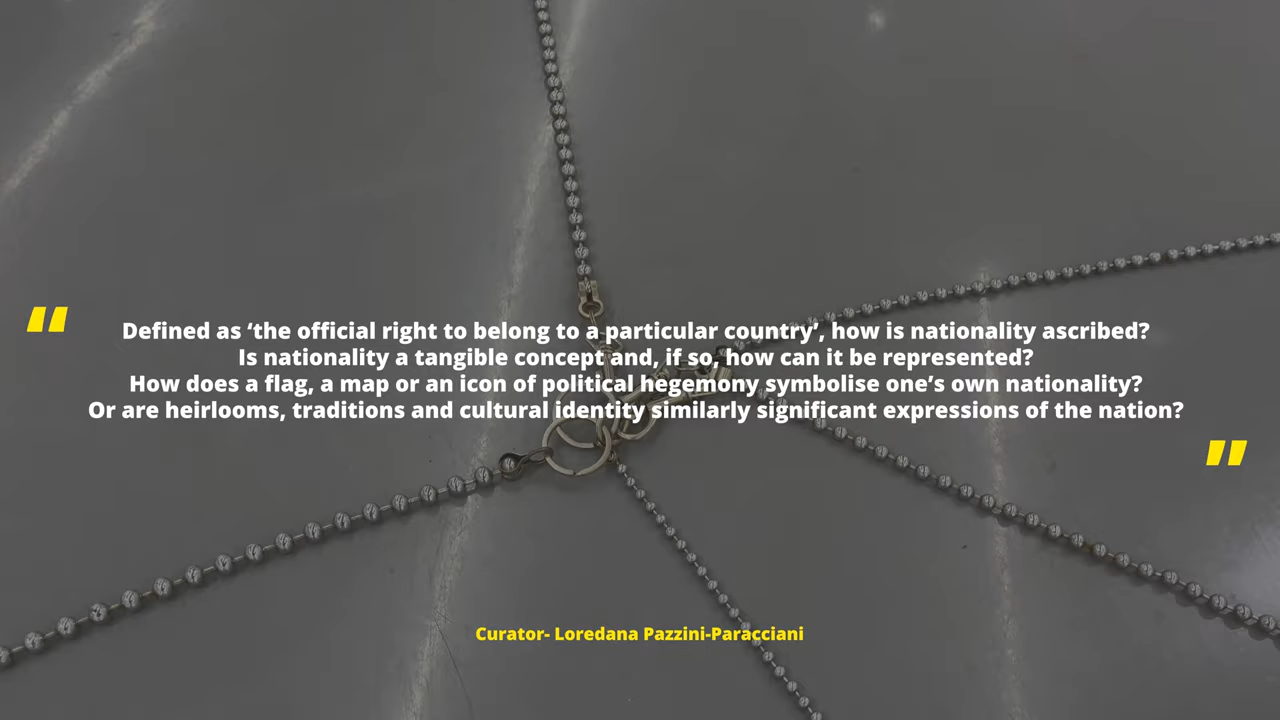 “
Defined as ‘the official right to belong to a particular country’, how is nationality ascribed?
Is nationality a tangible concept and, if so, how can it be represented?
How does a flag, a map or an icon of political hegemony symbolise one’s own nationality?
Or are heirlooms, traditions and cultural identity similarly significant expressions of the nation?
”
Curator- Loredana Pazzini-Paracciani